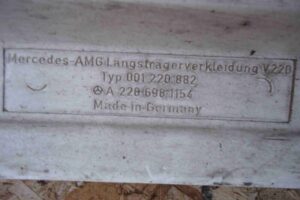 Mercedes-AMG Längsträgerverkleidung V220
Typ 001 220 882
A 220 698 1154
Made in Germany